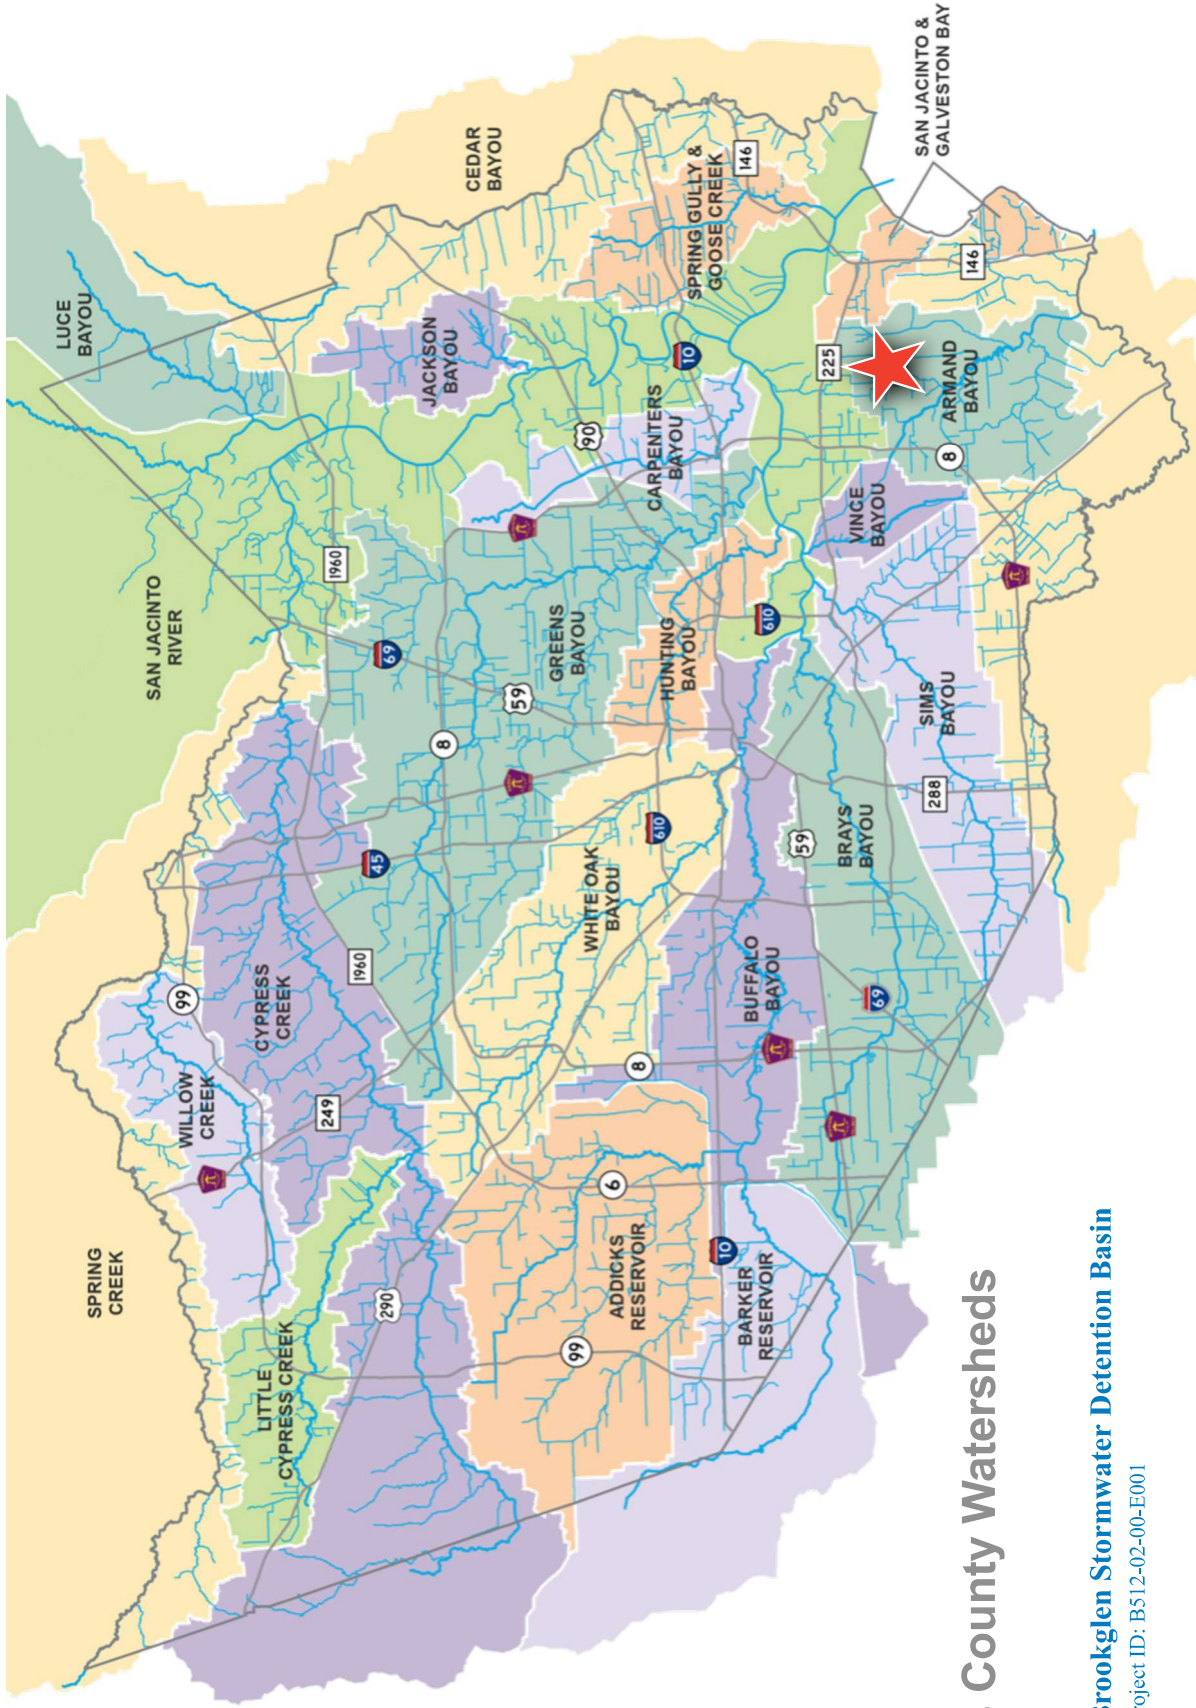 SAN JACINTO &
GALVESTON BAY
CEDAR
BAYOU
146
SPRING GULLY &
GOOSE CREEK
146
LUCE
BAYOU
JACKSON
BAYOU
10
225
ARMAND
BAYOU
90
CARPENTERS
BAYOU
8
VINCE
BAYOU
1960
SAN JACINTO
RIVER
69
GREENS
BAYOU
HUNTING
BAYOU
610
59
8
SIMS
BAYOU
288
45
610
59
BRAYS
BAYOU
WHITE OAK
BAYOU
1960
99
CYPRESS
CREEK
BUFFALO
BAYOU
69
8
WILLOW
CREEK
249
6
SPRING
CREEK
290
ADDICKS
RESERVOIR
10
BARKER
RESERVOIR
99
LITTLE
CYPRESS CREEK
County Watersheds
rookglen Stormwater Detention Basin
oject ID: B512-02-00-E001